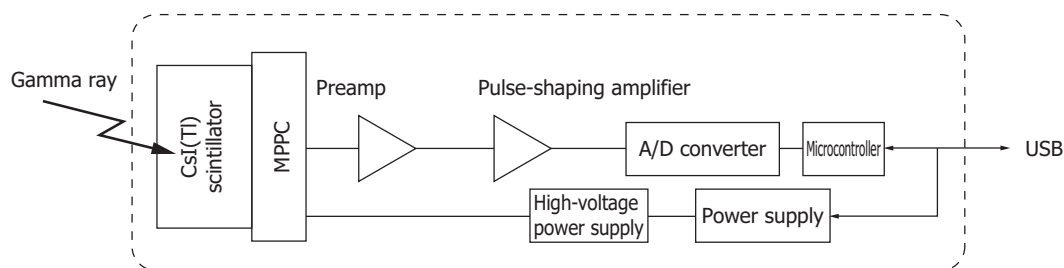 Gamma ray
CsI(Tl)
scintillator
MPPC
Preamp
Pulse-shaping amplifier
A/D converter
Microcontroller
USB
High-voltage
power supply
Power supply